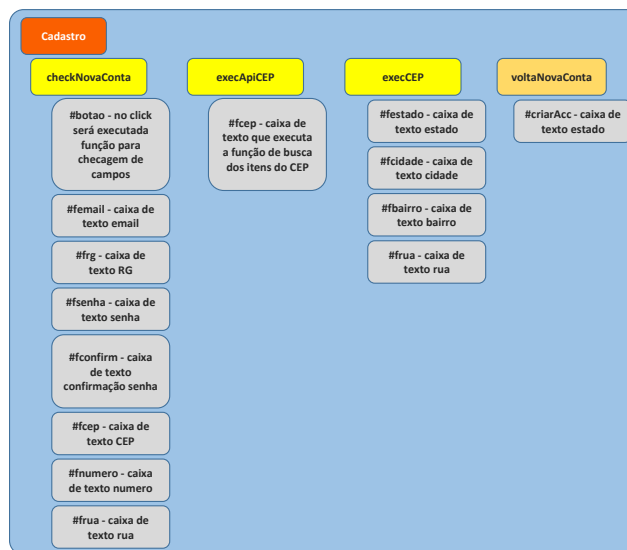 Cadastro
checkNovaConta
#botao - no click
será executada
função para
checagem de
campos
#femail - caixa de
texto email
#frg - caixa de
texto RG
#fsenha - caixa de
texto senha
#fconfirm - caixa
de texto
confirmação senha
#fcep - caixa de
texto CEP
#fnumero - caixa
de texto numero
#frua - caixa de
texto rua
execApiCEP
#fcep - caixa de
texto que executa
a função de busca
dos itens do CEP
execCEP
#festado - caixa de
texto estado
#fcidade - caixa de
texto cidade
#fbairro - caixa de
texto bairro
#frua - caixa de
texto rua
voltaNovaConta
#criarAcc - caixa de
texto estado